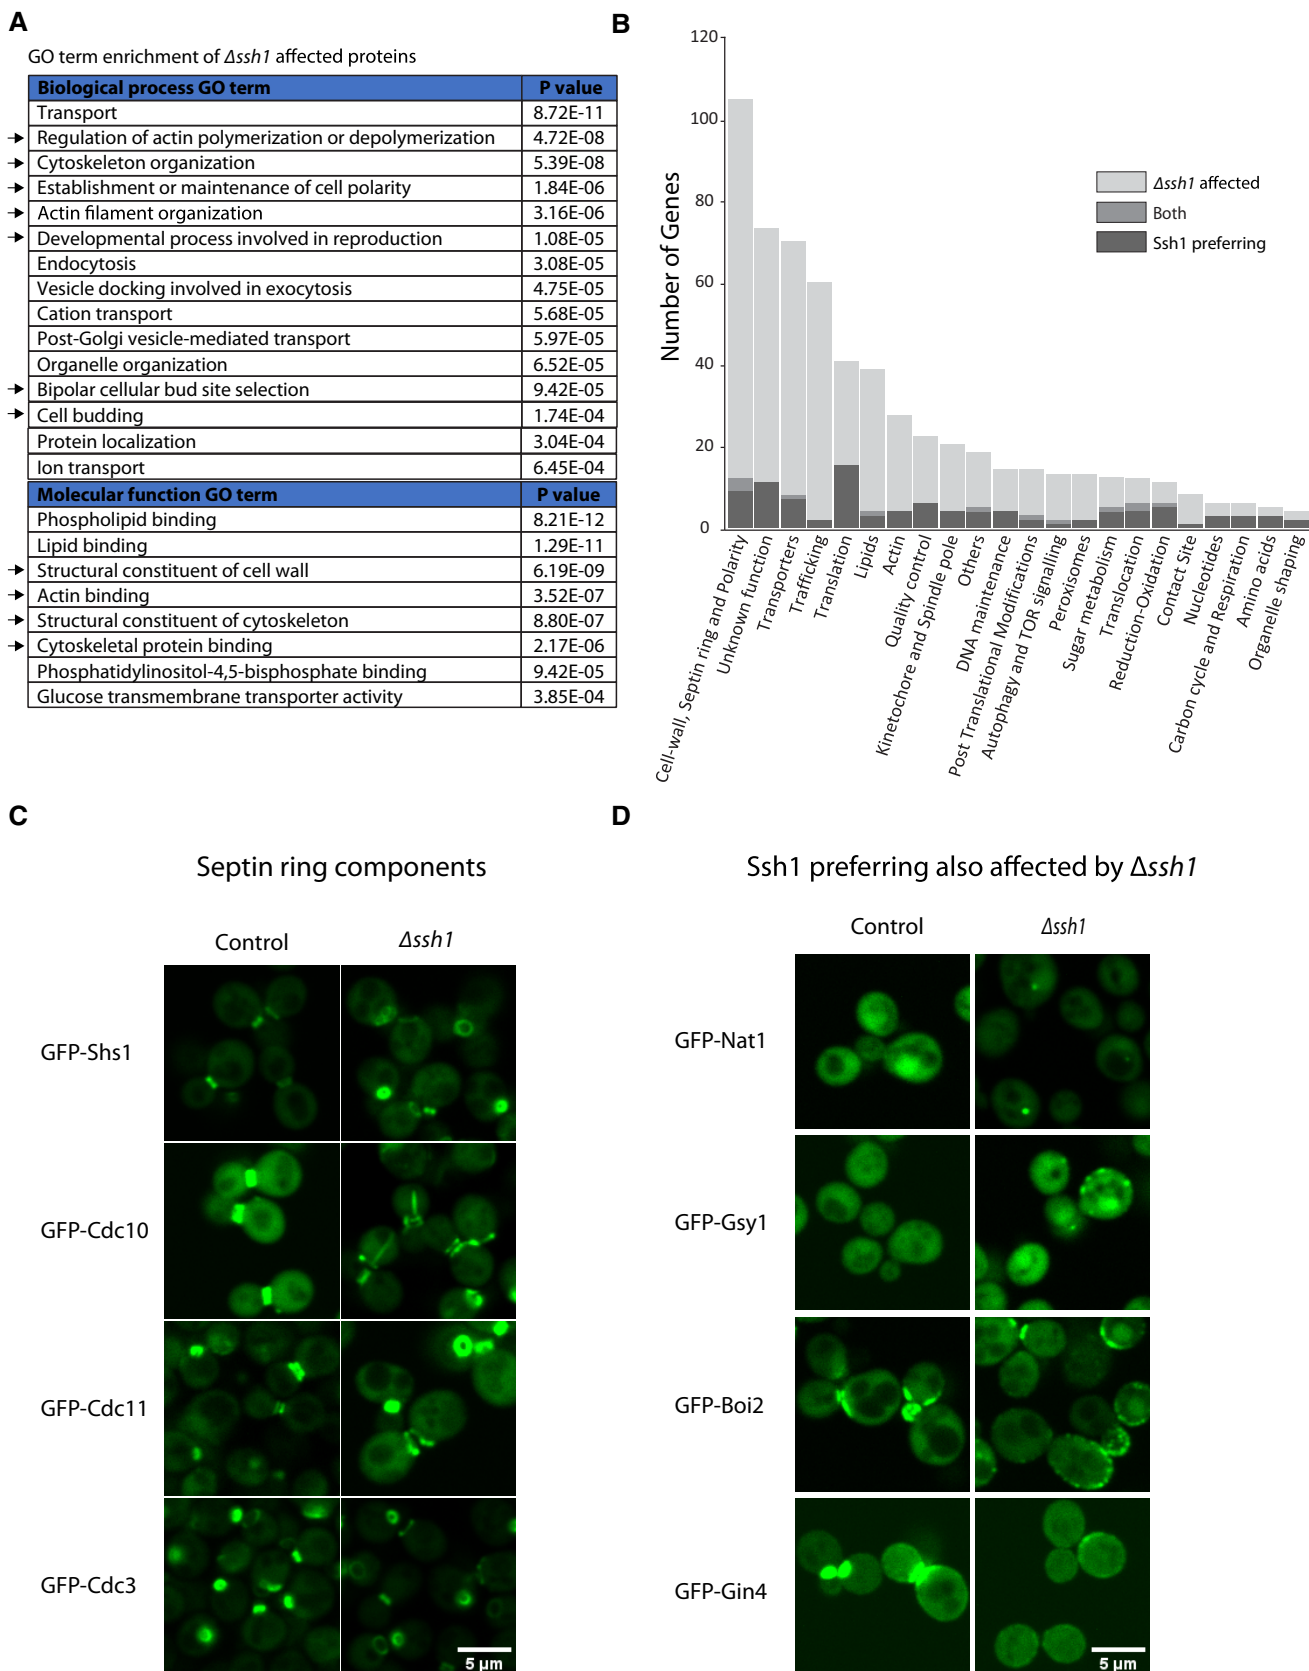 A
GO term enrichment of Δssh1 affected proteins
Biological process GO term P value
Transport 8.72E-11
Regulation of actin polymerization or depolymerization 4.72E-08
Cytoskeleton organization 5.39E-08
Establishment or maintenance of cell polarity 1.84E-06
Actin filament organization 3.16E-06
Developmental process involved in reproduction 1.08E-05
Endocytosis 3.08E-05
Vesicle docking involved in exocytosis 4.75E-05
Cation transport 5.68E-05
Post-Golgi vesicle-mediated transport 5.97E-05
Organelle organization 6.52E-05
Bipolar cellular bud site selection 9.42E-05
Cell budding 1.74E-04
Protein localization 3.04E-04
Ion transport 6.45E-04
Molecular function GO term P value
Phospholipid binding 8.21E-12
Lipid binding 1.29E-11
Structural constituent of cell wall 6.19E-09
Actin binding 3.52E-07
Structural constituent of cytoskeleton 8.80E-07
Cytoskeletal protein binding 2.17E-06
Phosphatidylinositol-4,5-bisphosphate binding 9.42E-05
Glucose transmembrane transporter activity 3.85E-04
B
120
100
80
60
40
20
0
Number of Genes
Δssh1 affected
Both
Ssh1 preferring
Cell-wall, Septin ring and Polarity
Unknown function
Transporters
Trafficking
Translation
Lipids
Actin
Quality control
Kinetochore and Spindle pole
Others
DNA maintenance
Post Translational Modifications
Autophagy and TOR signalling
Peroxisomes
Sugar metabolism
Translocation
Reduction-Oxidation
Contact Site
Nucleotides
Carbon cycle and Respiration
Amino acids
Organelle shaping
C
Septin ring components
Control Δssh1
GFP-Shs1
GFP-Cdc10
GFP-Cdc11
GFP-Cdc3
5 µm
D
Ssh1 preferring also affected by Δssh1
Control Δssh1
GFP-Nat1
GFP-Gsy1
GFP-Boi2
GFP-Gin4
5 µm